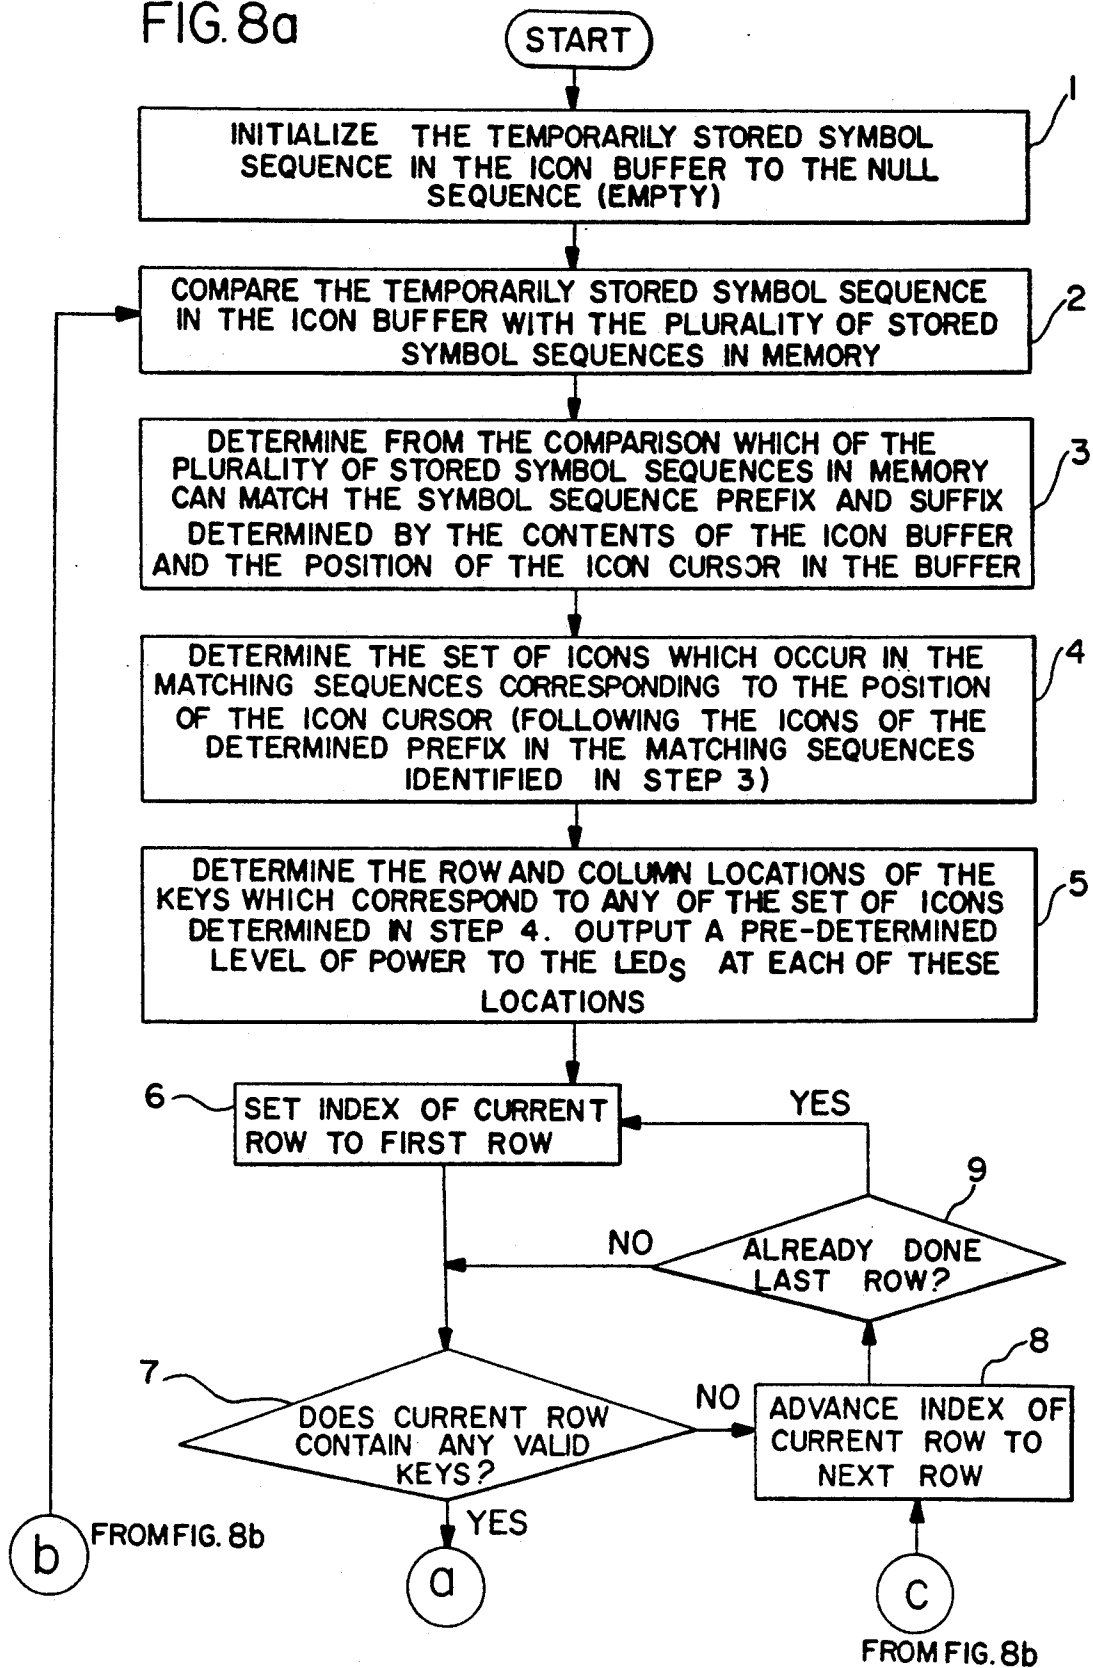 FIG. 8a
START
1
INITIALIZE THE TEMPORARILY STORED SYMBOL
SEQUENCE IN THE ICON BUFFER TO THE NULL
SEQUENCE (EMPTY)
2
COMPARE THE TEMPORARILY STORED SYMBOL SEQUENCE
IN THE ICON BUFFER WITH THE PLURALITY OF STORED
SYMBOL SEQUENCES IN MEMORY
3
DETERMINE FROM THE COMPARISON WHICH OF THE
PLURALITY OF STORED SYMBOL SEQUENCES IN MEMORY
CAN MATCH THE SYMBOL SEQUENCE PREFIX AND SUFFIX
DETERMINED BY THE CONTENTS OF THE ICON BUFFER
AND THE POSITION OF THE ICON CURSOR IN THE BUFFER
4
DETERMINE THE SET OF ICONS WHICH OCCUR IN THE
MATCHING SEQUENCES CORRESPONDING TO THE POSITION
OF THE ICON CURSOR (FOLLOWING THE ICONS OF THE
DETERMINED PREFIX IN THE MATCHING SEQUENCES
IDENTIFIED IN STEP 3)
5
DETERMINE THE ROW AND COLUMN LOCATIONS OF THE
KEYS WHICH CORRESPOND TO ANY OF THE SET OF ICONS
DETERMINED IN STEP 4. OUTPUT A PRE-DETERMINED
LEVEL OF POWER TO THE LEDS AT EACH OF THESE
LOCATIONS
6
SET INDEX OF CURRENT
ROW TO FIRST ROW
YES
9
NO
ALREADY DONE
LAST ROW?
8
7
DOES CURRENT ROW
CONTAIN ANY VALID
KEYS?
NO
ADVANCE INDEX OF
CURRENT ROW TO
NEXT ROW
YES
b
FROM FIG. 8b
a
c
FROM FIG. 8b